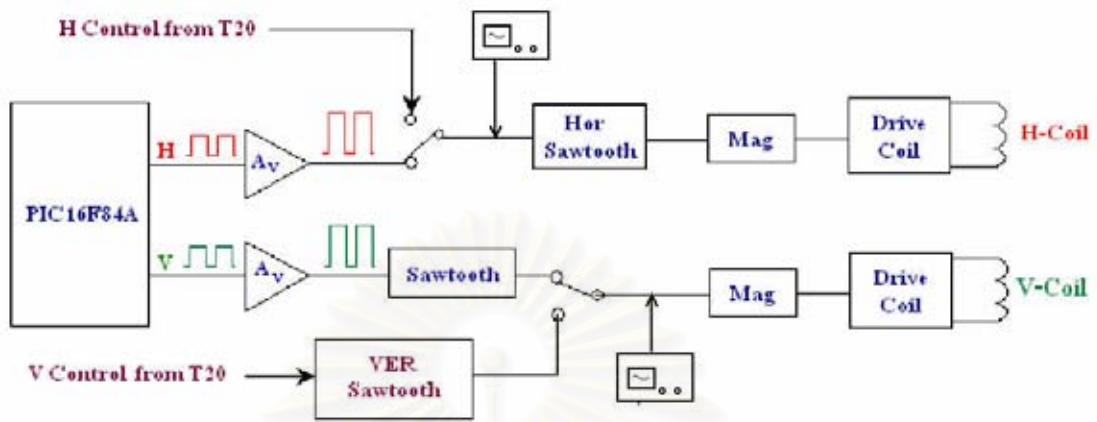 H Control from T20
Hor
Sawtooth
Mag
Drive
Coil
H-Coil
H
Av
PIC16F84A
V
Av
Sawtooth
Mag
Drive
Coil
V-Coil
V Control from T20
VER
Sawtooth